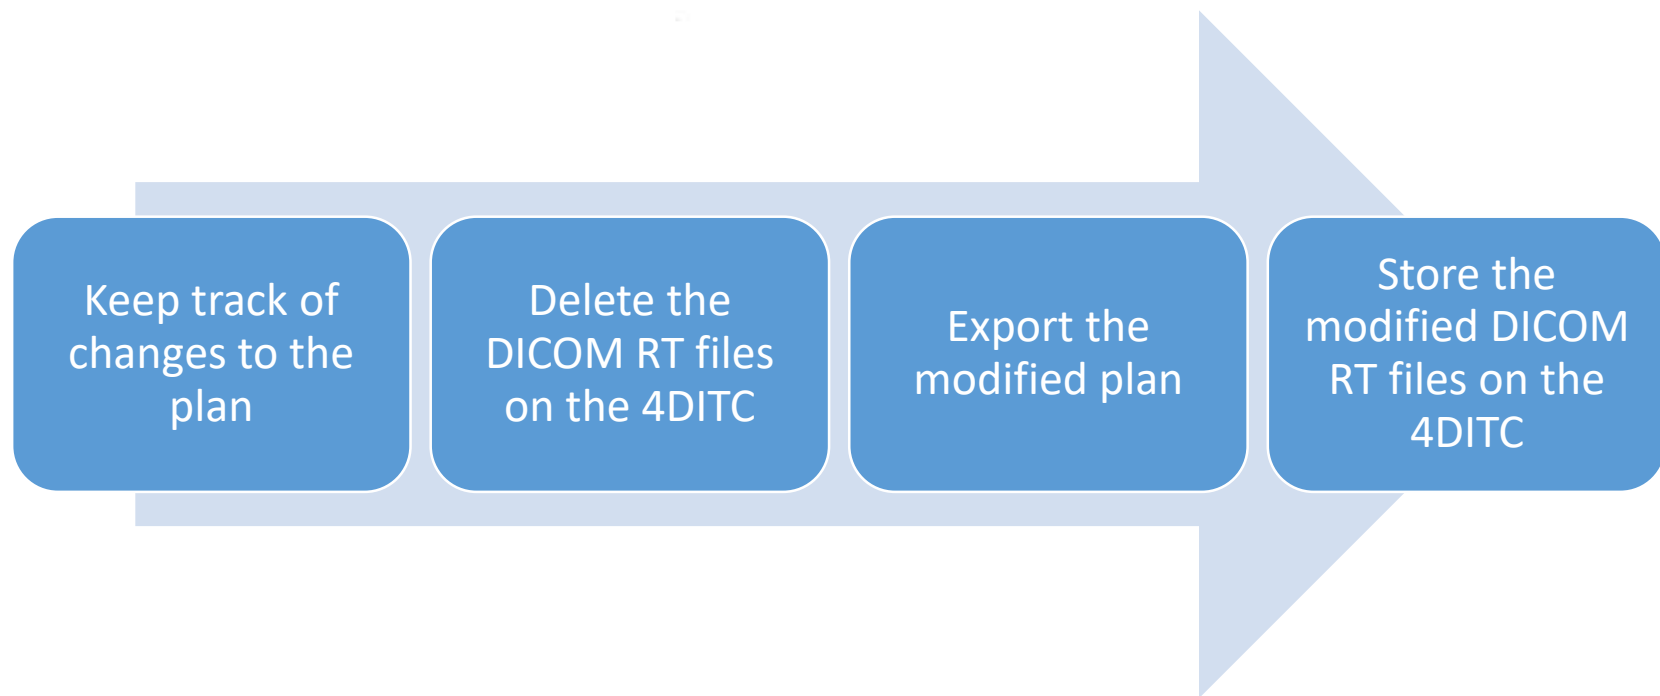 Keep track of
changes to the
plan
Delete the
DICOM RT files
on the 4DITC
Export the
modified plan
Store the
modified DICOM
RT files on the
4DITC